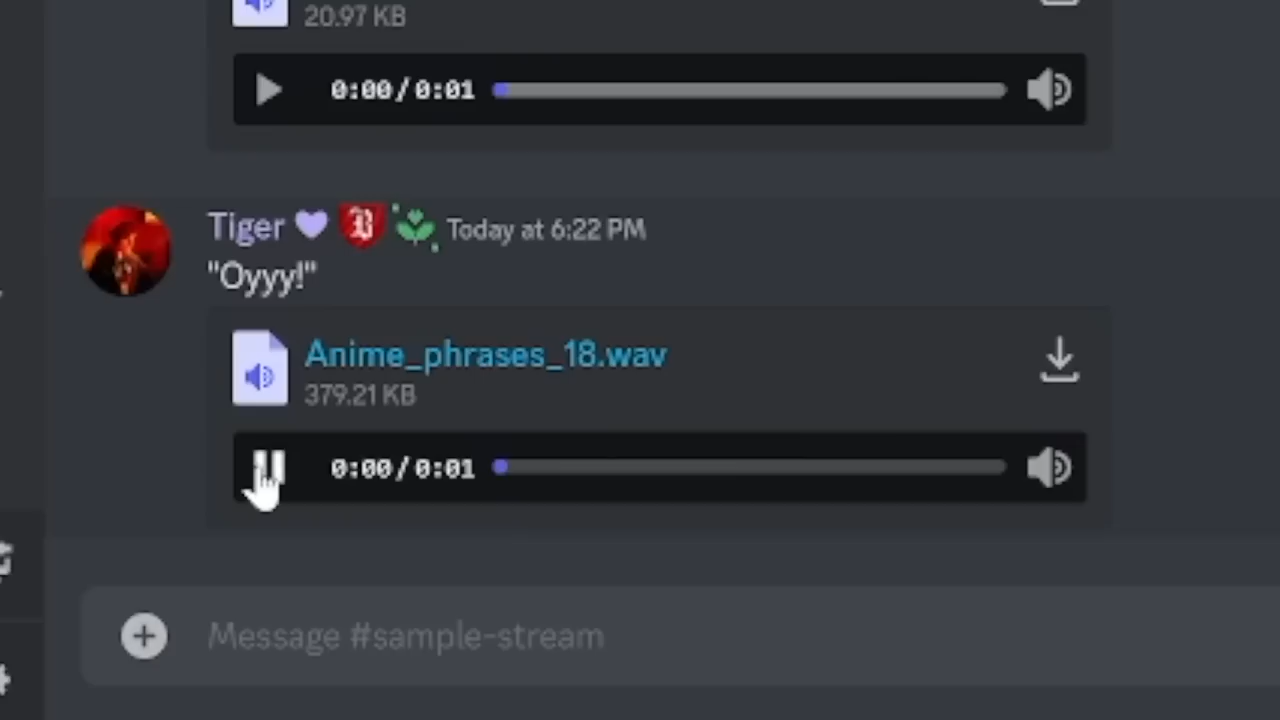 20.97 KB
0:00/0:01
Tiger 💜 B Today at 6:22 PM
"Oyyy!"
Anime_phrases_18.wav
379.21 KB
0:00/0:01
Message #sample-stream